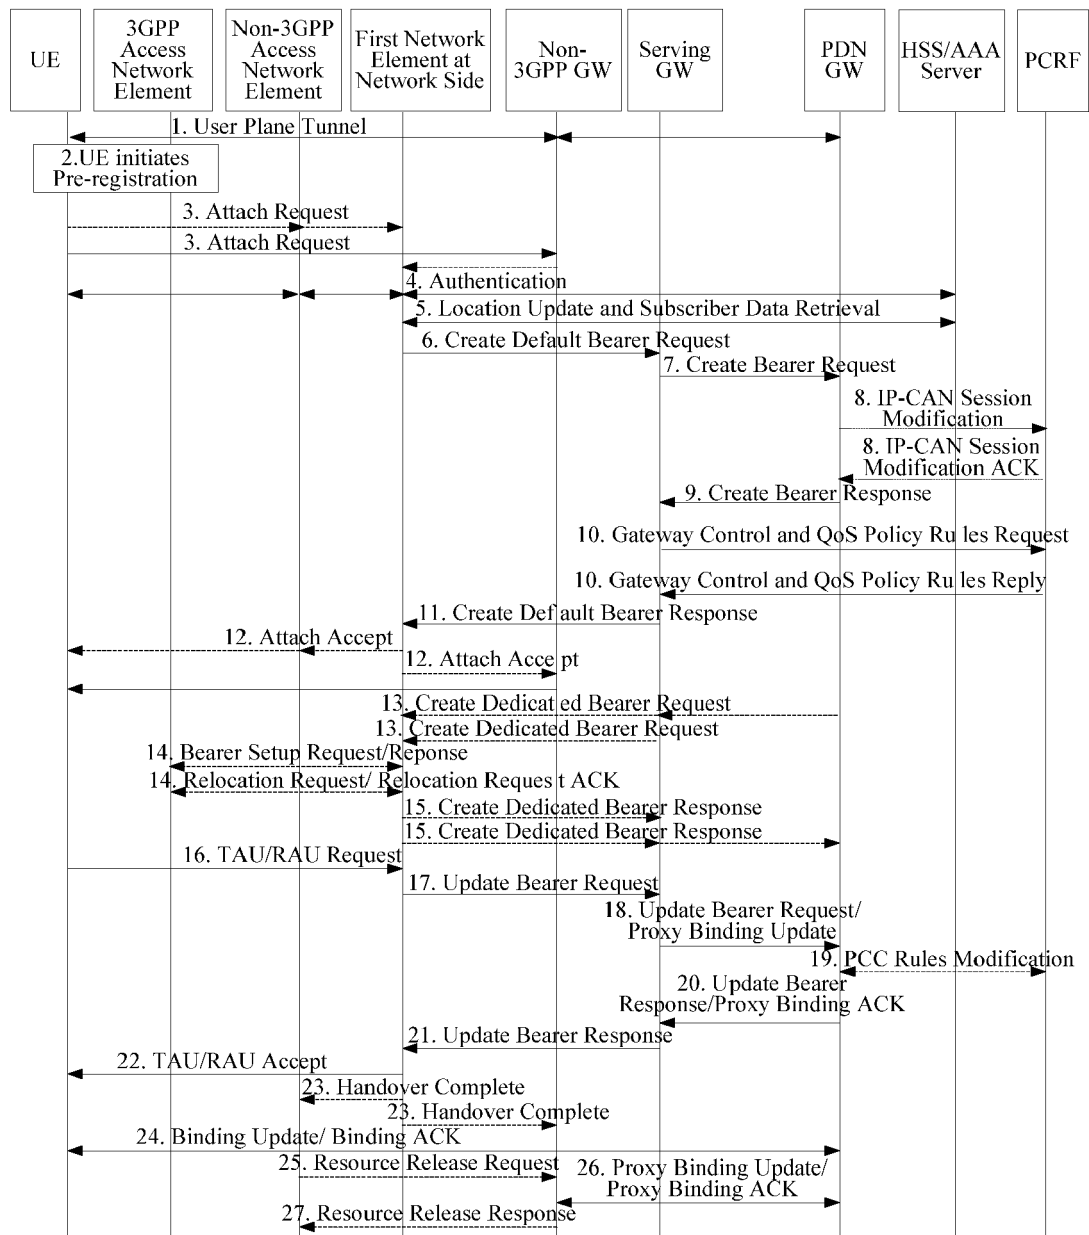 UE
3GPP
Access
Network
Element
Non-3GPP
Access
Network
Element
First Network
Element at
Network Side
Non-
3GPP GW
Serving
GW
PDN
GW
HSS/AAA
Server
PCRF
1. User Plane Tunnel
2.UE initiates
Pre-registration
3. Attach Request
3. Attach Request
4. Authentication
5. Location Update and Subscriber Data Retrieval
6. Create Default Bearer Request
7. Create Bearer Request
8. IP-CAN Session
Modification
8. IP-CAN Session
Modification ACK
9. Create Bearer Response
10. Gateway Control and QoS Policy Rules Request
10. Gateway Control and QoS Policy Rules Reply
11. Create Default Bearer Response
12. Attach Accept
12. Attach Accept
13. Create Dedicated Bearer Request
13. Create Dedicated Bearer Request
14. Bearer Setup Request/Reponse
14. Relocation Request/ Relocation Request ACK
15. Create Dedicated Bearer Response
15. Create Dedicated Bearer Response
16. TAU/RAU Request
17. Update Bearer Request
18. Update Bearer Request/
Proxy Binding Update
19. PCC Rules Modification
20. Update Bearer
Response/Proxy Binding ACK
21. Update Bearer Response
22. TAU/RAU Accept
23. Handover Complete
23. Handover Complete
24. Binding Update/ Binding ACK
25. Resource Release Request
26. Proxy Binding Update/
Proxy Binding ACK
27. Resource Release Response